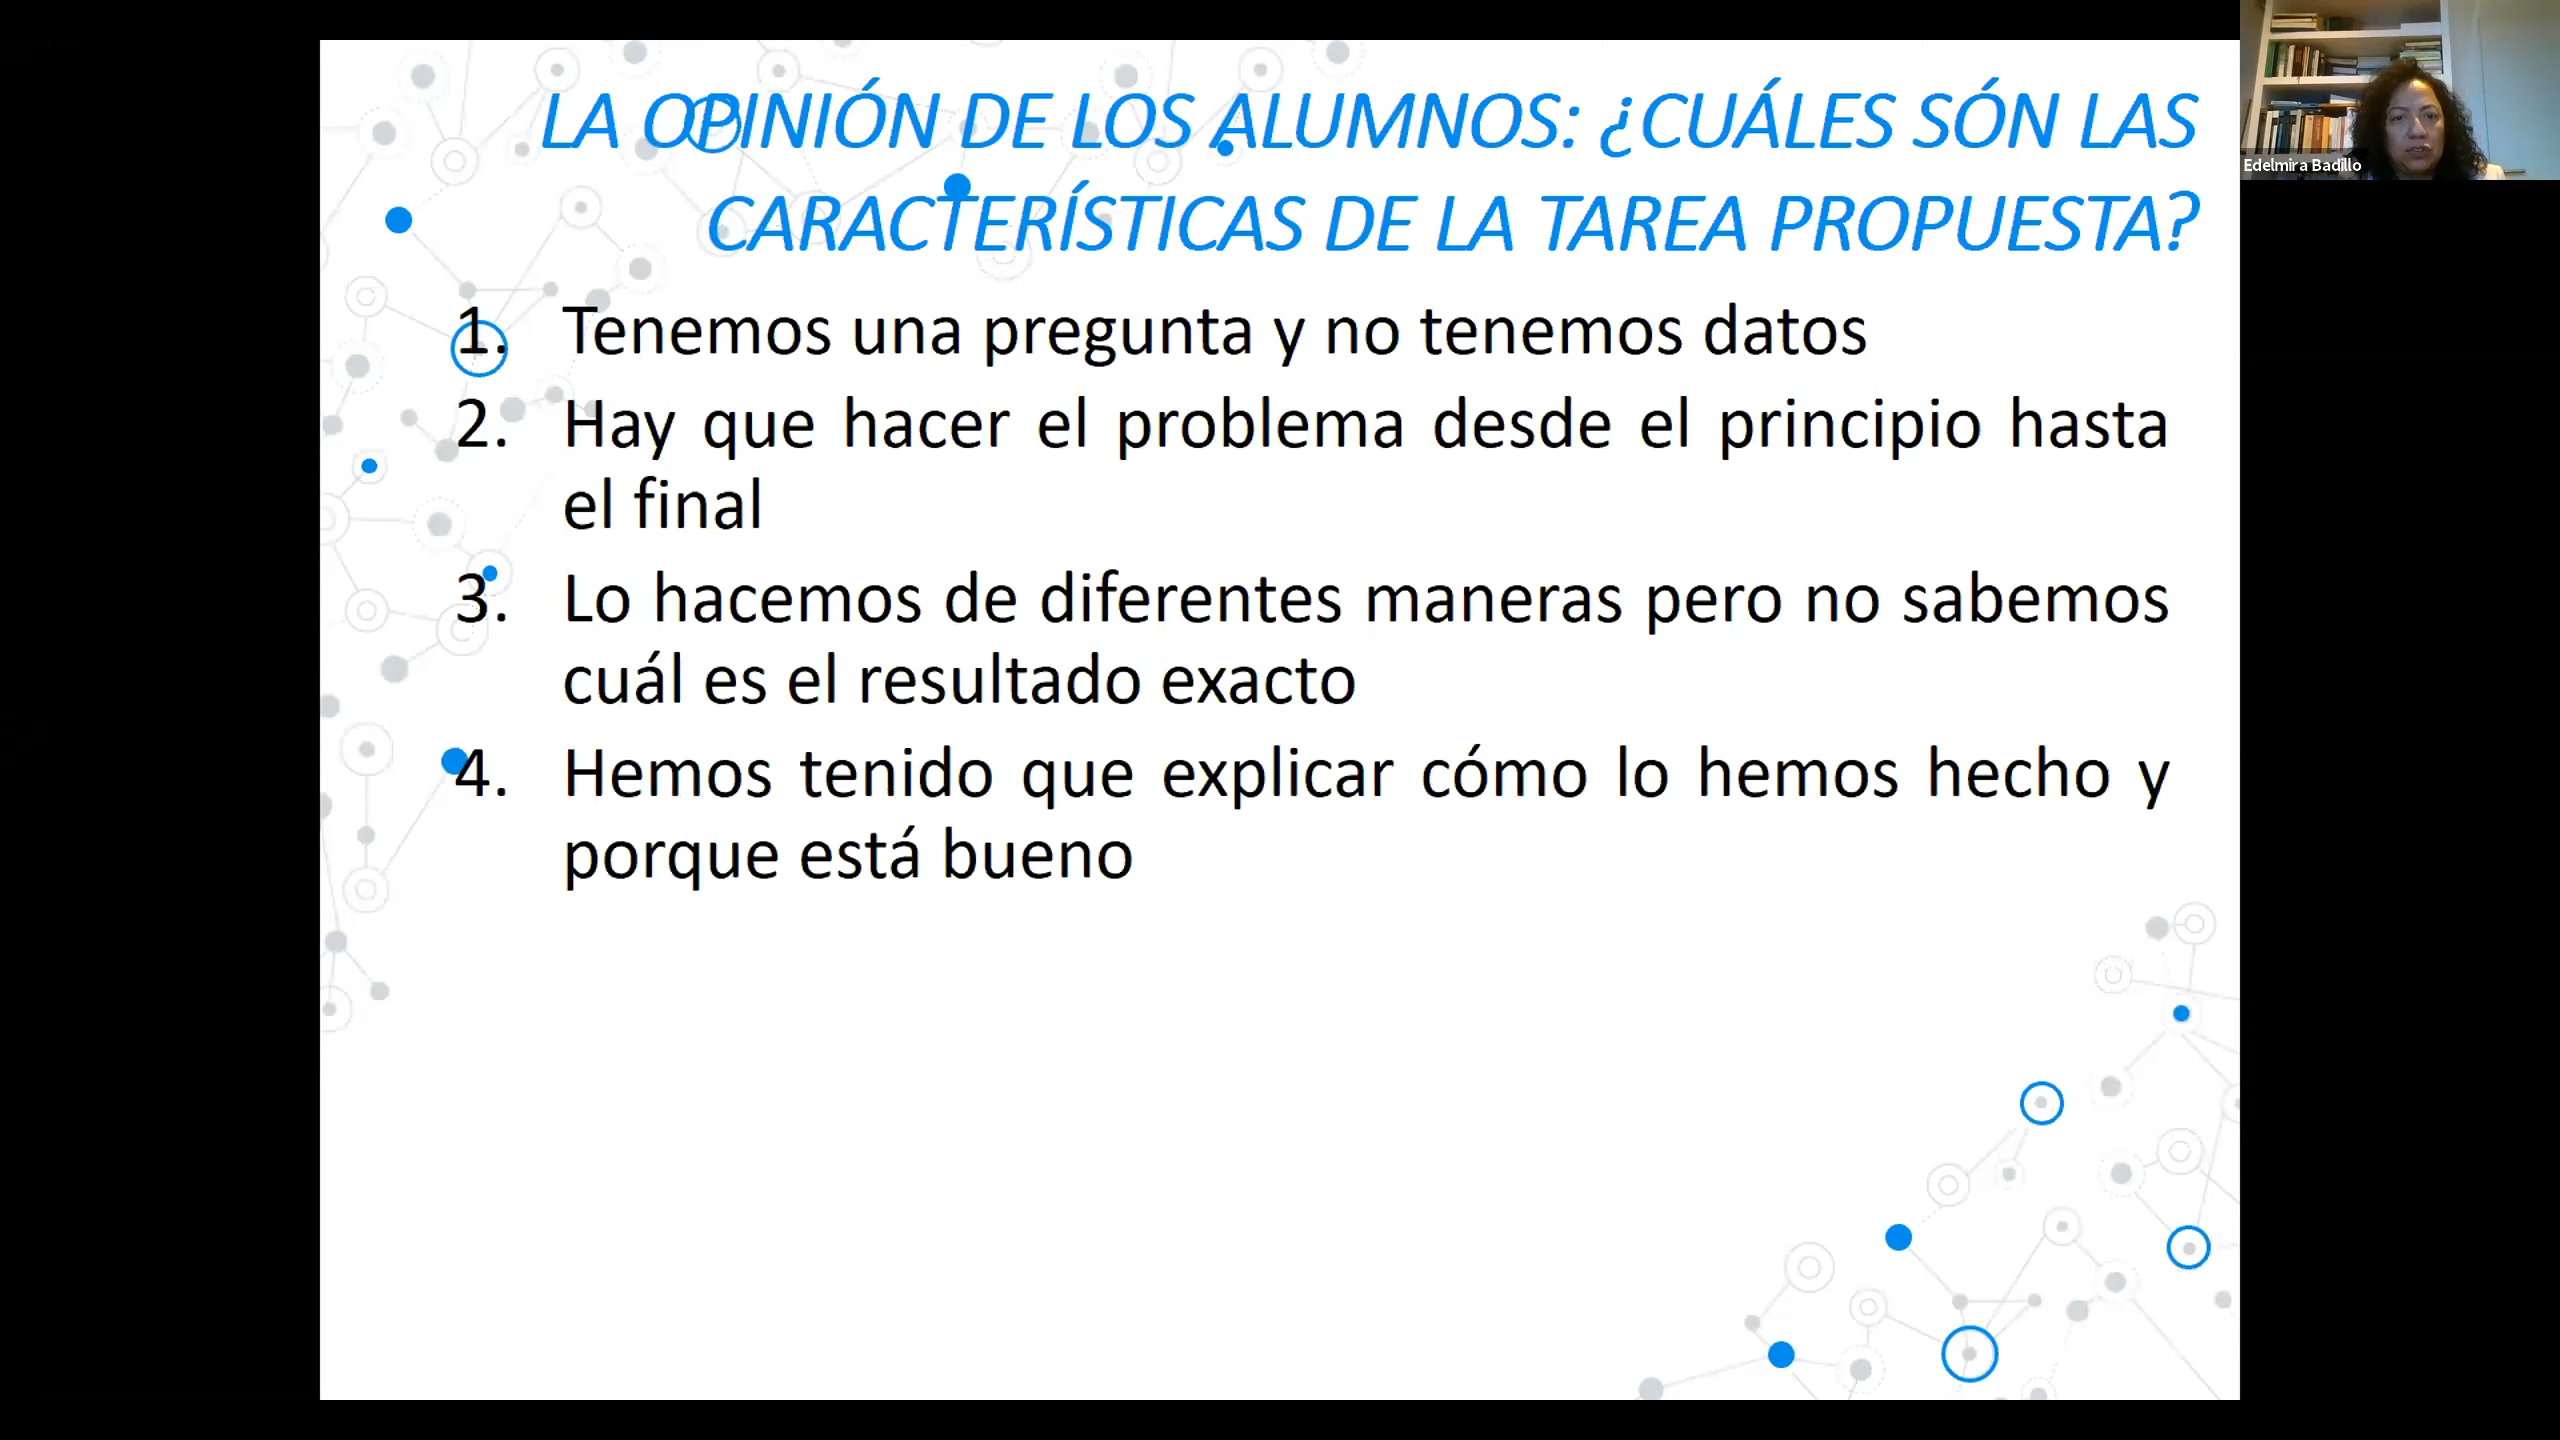 LA OPINIÓN DE LOS ALUMNOS: ¿CUÁLES SÓN LAS
CARACTERÍSTICAS DE LA TAREA PROPUESTA?
Edelmira Badillo
1. Tenemos una pregunta y no tenemos datos
2. Hay que hacer el problema desde el principio hasta
el final
3. Lo hacemos de diferentes maneras pero no sabemos
cuál es el resultado exacto
4. Hemos tenido que explicar cómo lo hemos hecho y
porque está bueno